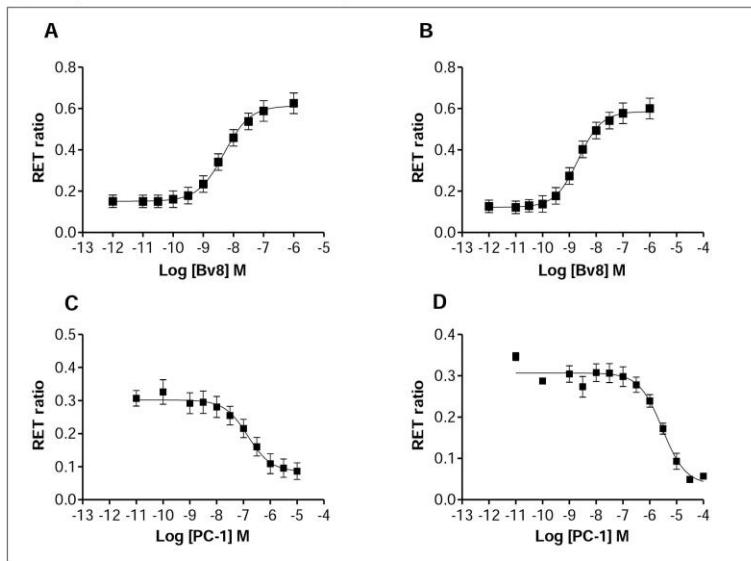 A
0.8
0.6
0.4
0.2
0.0
RET ratio
-13 -12 -11 -10 -9 -8 -7 -6 -5
Log [Bv8] M
B
0.8
0.6
0.4
0.2
0.0
RET ratio
-13 -12 -11 -10 -9 -8 -7 -6 -5 -4
Log [Bv8] M
C
0.5
0.4
0.3
0.2
0.1
0.0
RET ratio
-13 -12 -11 -10 -9 -8 -7 -6 -5 -4
Log [PC-1] M
D
0.4
0.3
0.2
0.1
0.0
RET ratio
-13 -12 -11 -10 -9 -8 -7 -6 -5 -4
Log [PC-1] M